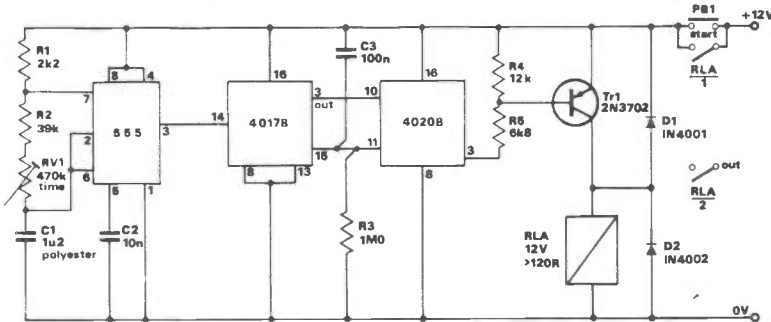 PB1
start
+12V
RLA
1
R1
2k2
C3
100n
R4
12k
Tr1
2N3702
8
4
7
555
3
2
6
5
1
R2
39k
RV1
470k
time
C1
1u2
polyester
C2
10n
16
14
4017B
3
out
15
8
13
R3
1M0
16
10
4020B
11
3
8
R5
6k8
D1
IN4001
out
RLA
2
RLA
12V
>120R
D2
IN4002
0V